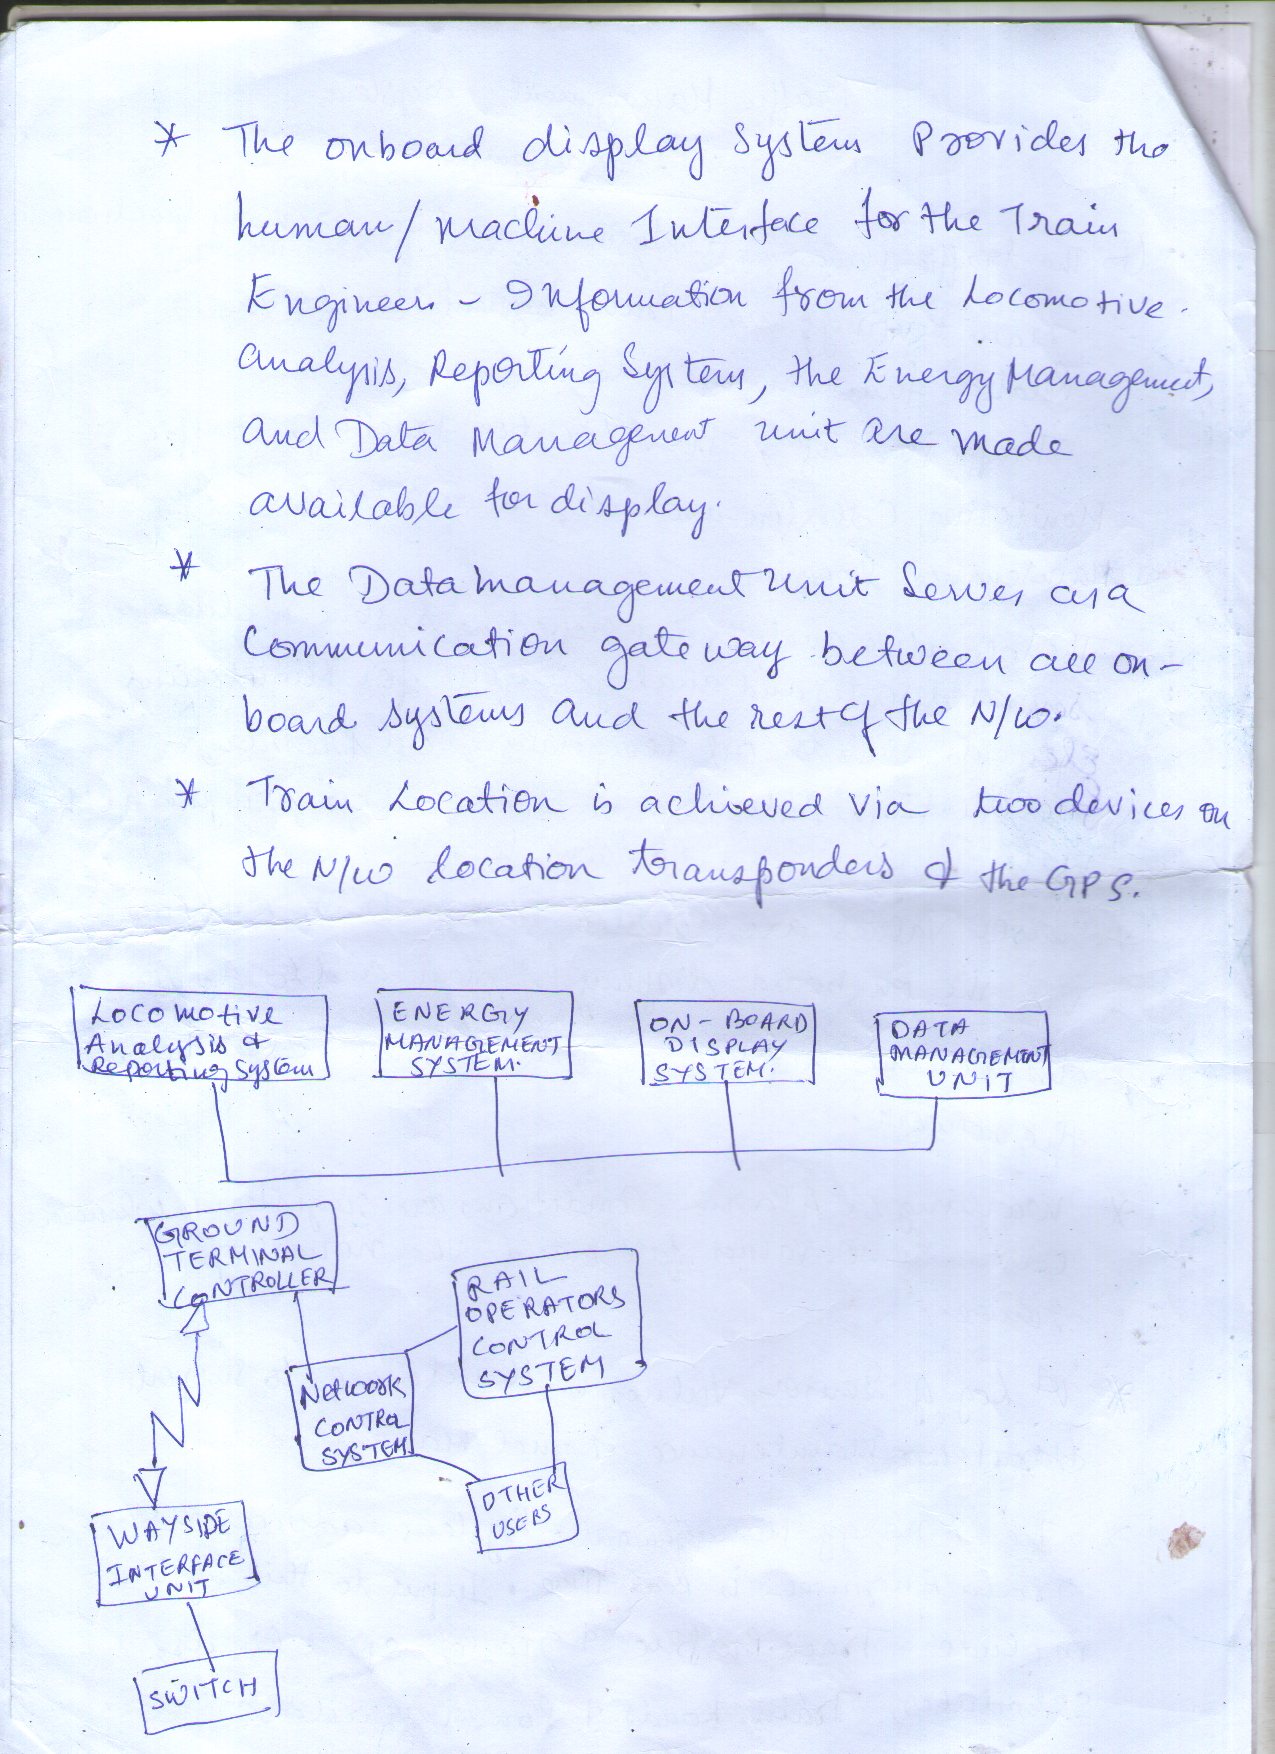 * The onboard display System Provides the
human/machine Interface for the Train
Engineer. - Information from the Locomotive.
analysis, Reporting System, the Energy Management,
and Data Management unit are made
available for display.
* The Data management unit Serves as a
Communication gateway between all on-
board systems and the rest of the N/w.
* Train Location is achieved via two devices on
the N/w location transponders & the GPS.
Locomotive
Analysis &
Reporting System
ENERGY
MANAGEMENT
SYSTEM.
ON-BOARD
DISPLAY
SYSTEM.
DATA
MANAGEMENT
UNIT
GROUND
TERMINAL
CONTROLLER
RAIL
OPERATORS
CONTROL
SYSTEM
Network
CONTROL
SYSTEM.
OTHER
USERS
WAYSIDE
INTERFACE
UNIT
SWITCH